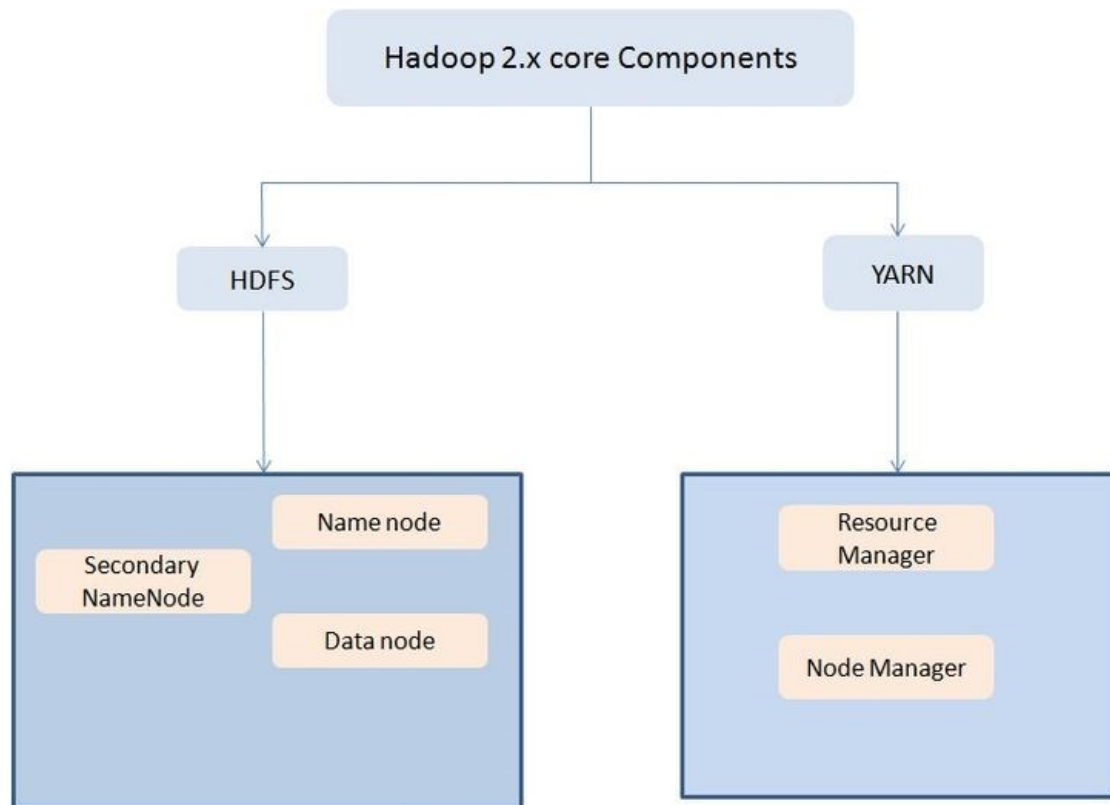 Hadoop 2.x core Components
HDFS
YARN
Name node
Secondary
NameNode
Data node
Resource
Manager
Node Manager